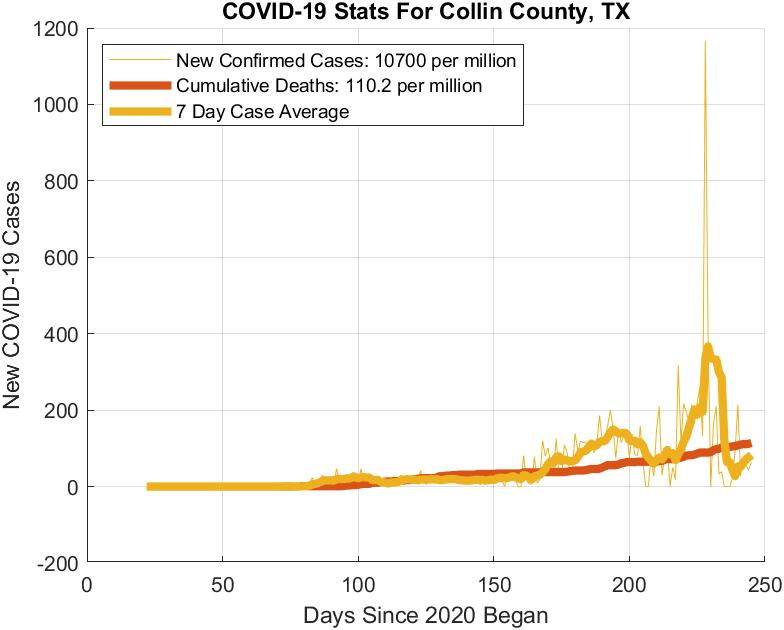 COVID-19 Stats For Collin County, TX
1200
1000
800
600
400
200
0
-200
New Confirmed Cases: 10700 per million
Cumulative Deaths: 110.2 per million
7 Day Case Average
New COVID-19 Cases
0 50 100 150 200 250
Days Since 2020 Began